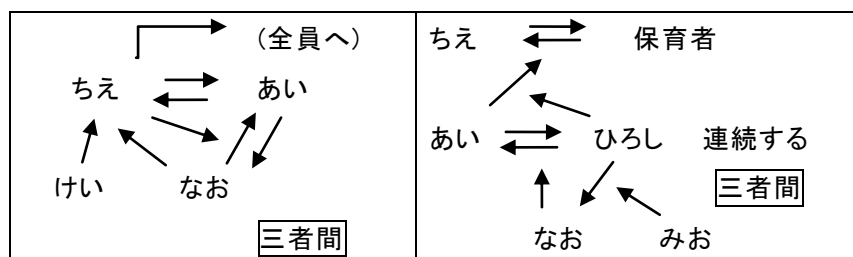 (全員へ)
ちえ あい
けい なお
三者間
ちえ 保育者
あい ひろし 連続する
三者間
なお みお